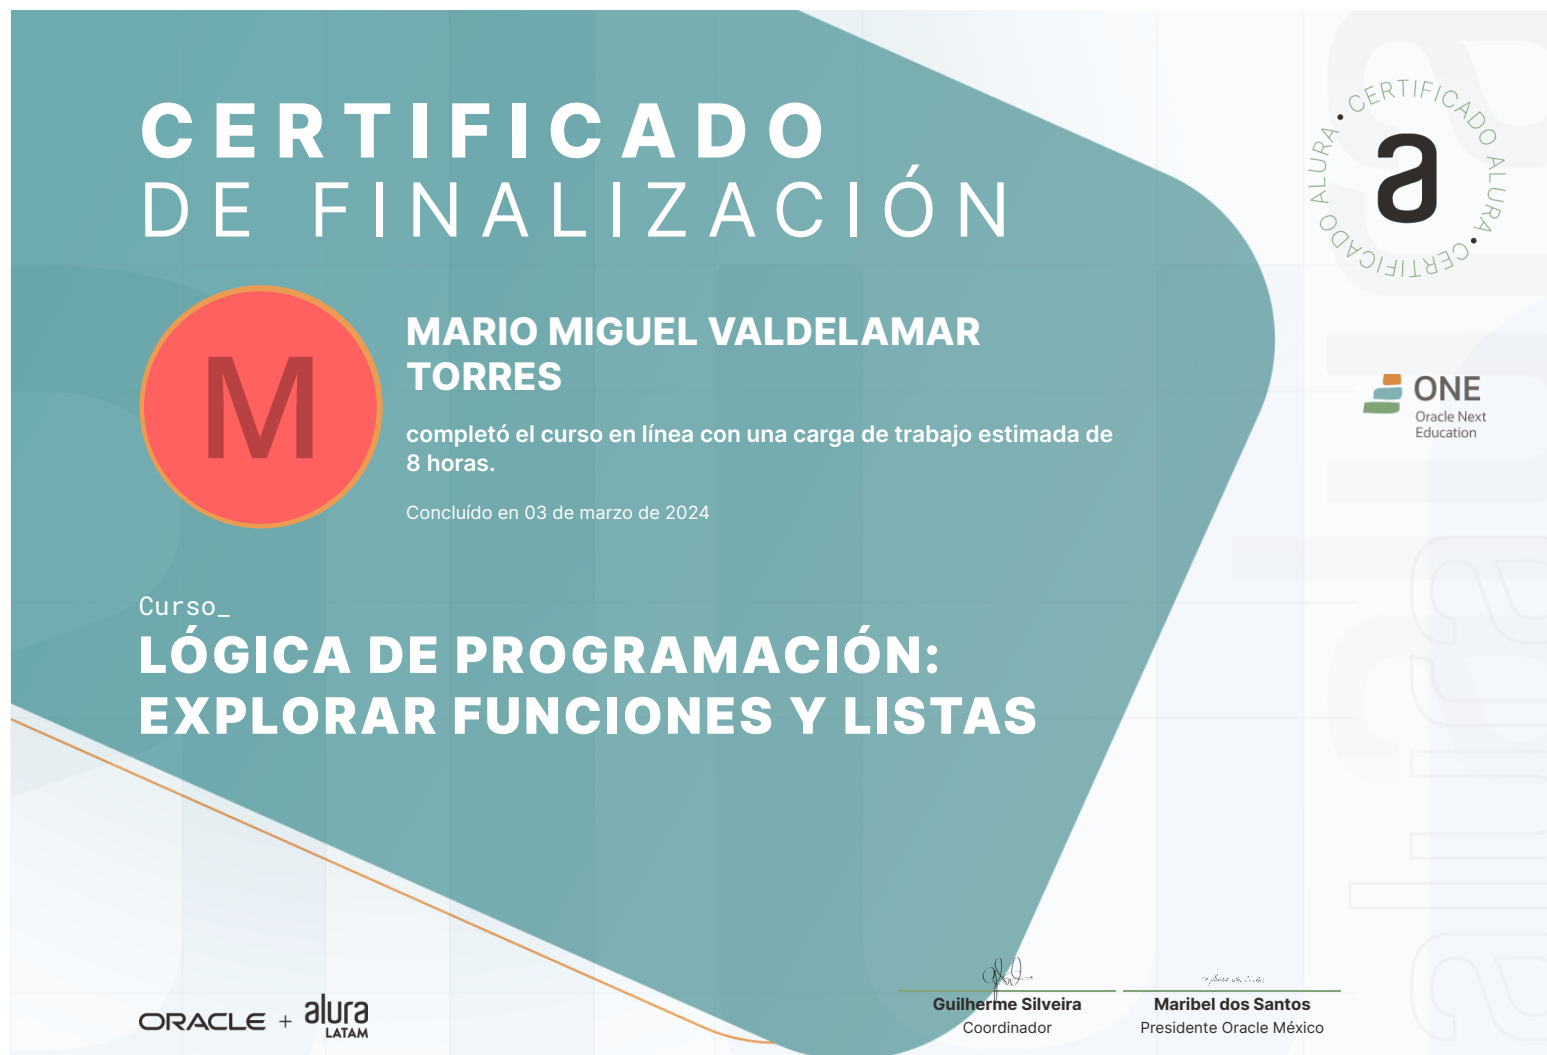 CERTIFICADO
DE FINALIZACIÓN
CERTIFICADO ALURA • CERTIFICADO ALURA •
a
M
MARIO MIGUEL VALDELAMAR
TORRES
completó el curso en línea con una carga de trabajo estimada de
8 horas.
Concluído en 03 de marzo de 2024
ONE
Oracle Next
Education
Curso_
LÓGICA DE PROGRAMACIÓN:
EXPLORAR FUNCIONES Y LISTAS
ORACLE + alura
LATAM
Guilherme Silveira
Coordinador
Maribel dos Santos
Presidente Oracle México
alura
alura